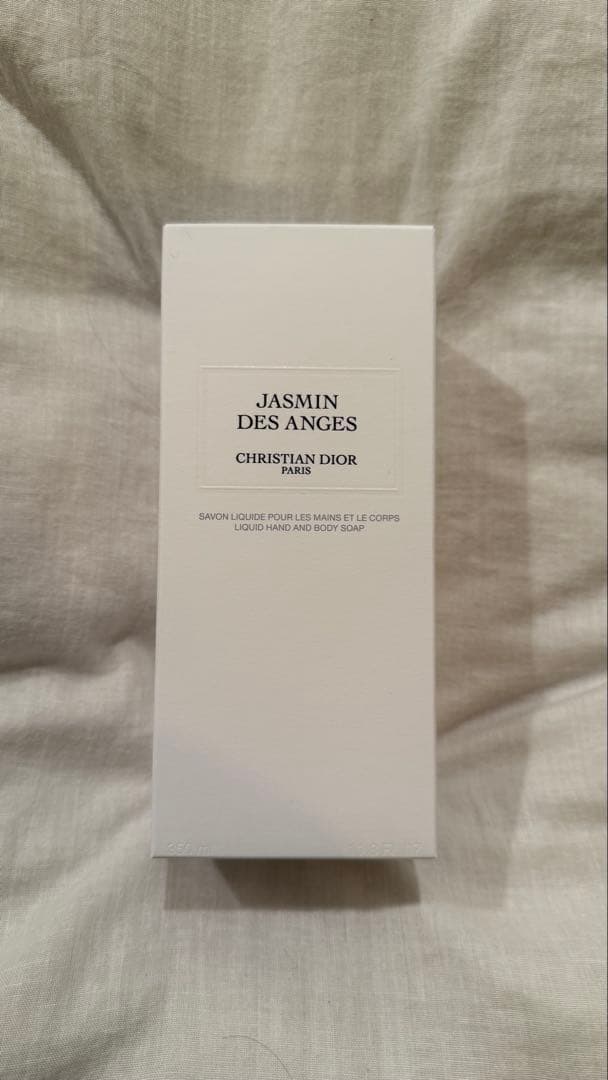 JASMIN
DES ANGES
CHRISTIAN DIOR
PARIS
SAVON LIQUIDE POUR LES MAINS ET LE CORPS
LIQUID HAND AND BODY SOAP